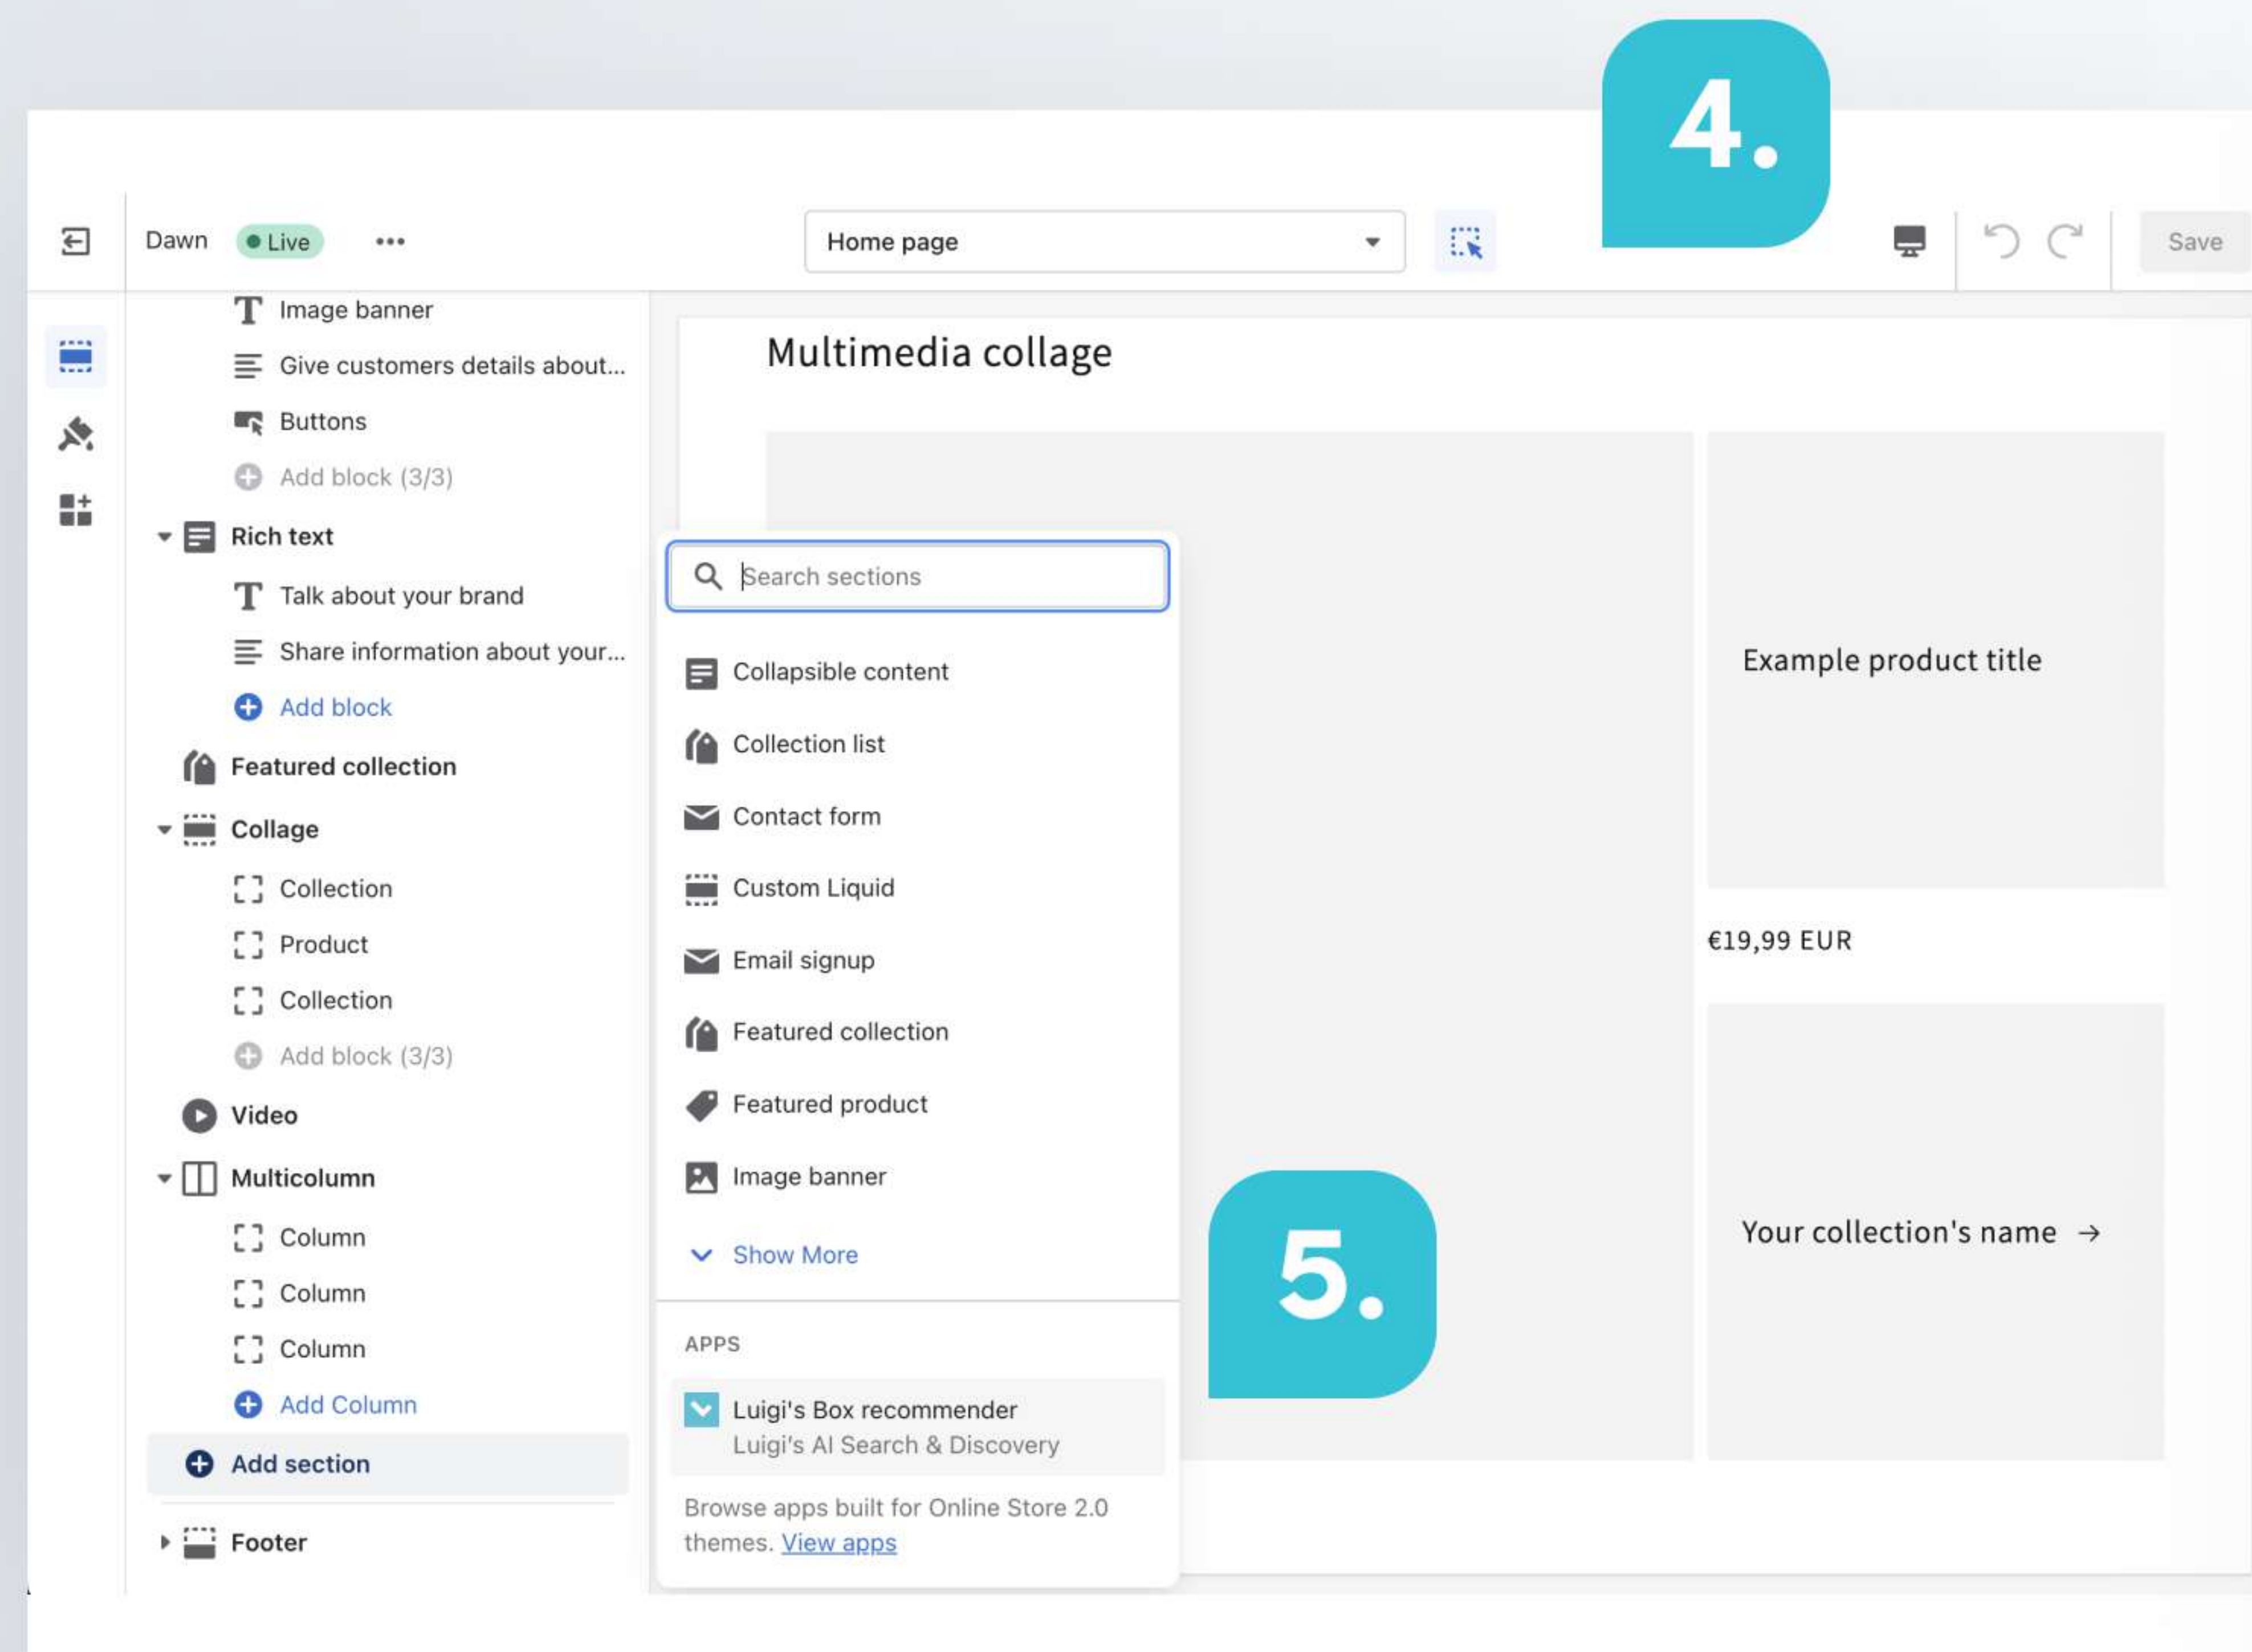 4.
Dawn
Live
Home page
Save
Image banner
Give customers details about...
Buttons
Add block (3/3)
Rich text
Talk about your brand
Share information about your...
Add block
Featured collection
Collage
Collection
Product
Collection
Add block (3/3)
Video
Multicolumn
Column
Column
Column
Add Column
Add section
Footer
Search sections
Collapsible content
Collection list
Contact form
Custom Liquid
Email signup
Featured collection
Featured product
Image banner
Show More
APPS
Luigi's Box recommender
Luigi's AI Search & Discovery
Browse apps built for Online Store 2.0
themes. View apps
5.
Multimedia collage
Example product title
€19,99 EUR
Your collection's name →